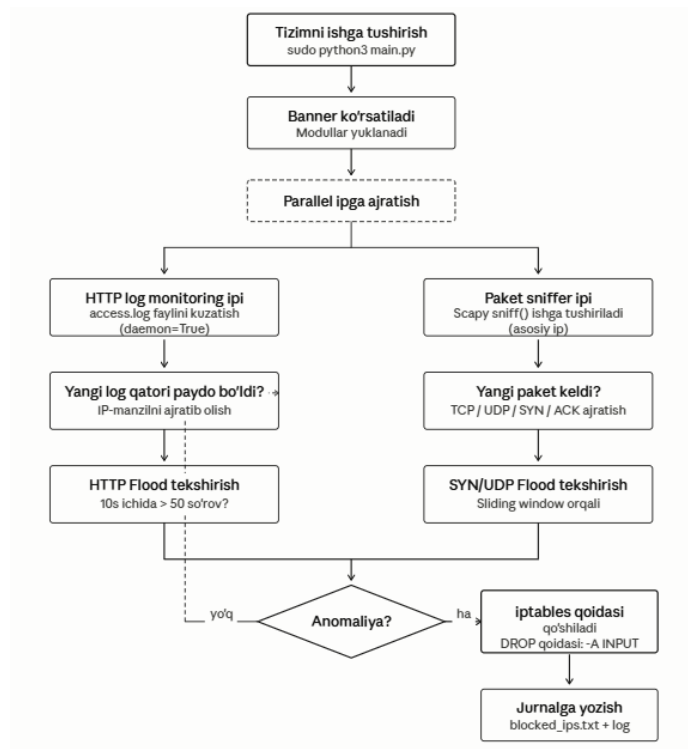 Tizimni ishga tushirish
sudo python3 main.py
Banner ko'rsatiladi
Modullar yuklanadi
Parallel ipga ajratish
HTTP log monitoring ipi
access.log faylini kuzatish
(daemon=True)
Paket sniffer ipi
Scapy sniff() ishga tushiriladi
(asosiy ip)
Yangi log qatori paydo bo'ldi?
IP-manzilni ajratib olish
Yangi paket keldi?
TCP / UDP / SYN / ACK ajratish
HTTP Flood tekshirish
10s ichida > 50 so'rov?
SYN/UDP Flood tekshirish
Sliding window orqali
yo'q
Anomaliya?
ha
iptables qoidasi
qo'shiladi
DROP qoidasi: -A INPUT
Jurnalga yozish
blocked_ips.txt + log